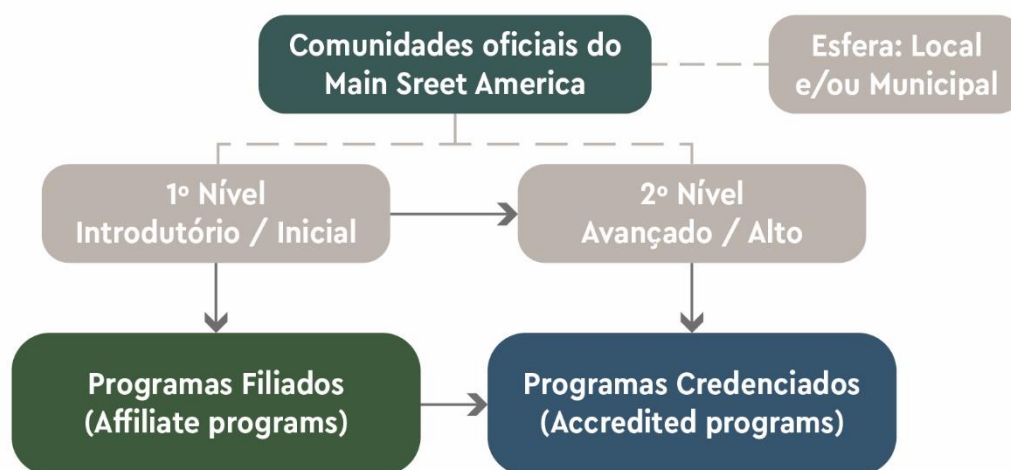 Comunidades oficiais do
Main Sreet America
Esfera: Local
e/ou Municipal
1º Nível
Introdutório / Inicial
2º Nível
Avançado / Alto
Programas Filiados
(Affiliate programs)
Programas Credenciados
(Accredited programs)